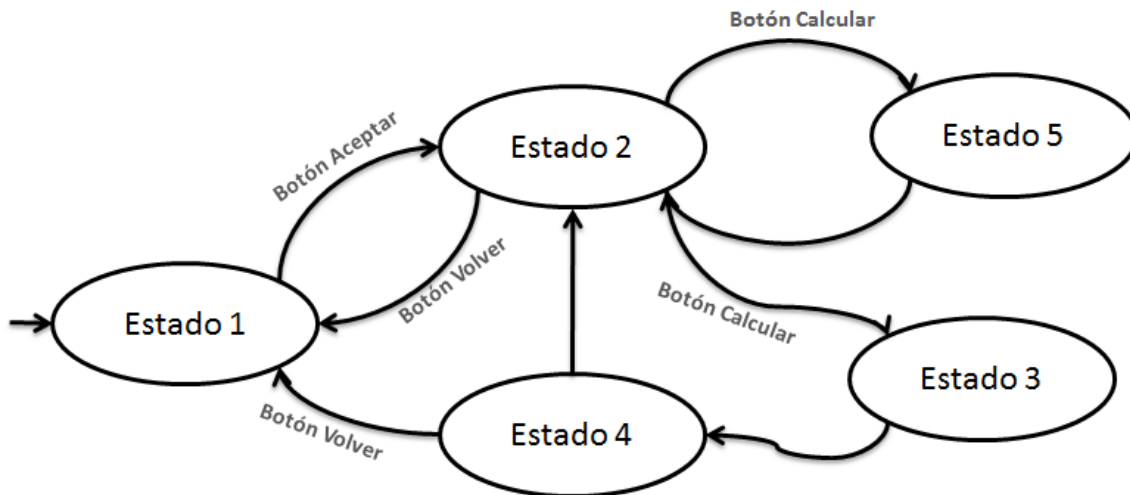 Botón Calcular
Botón Aceptar
Estado 2
Estado 5
Botón Volver
Botón Calcular
Estado 1
Estado 3
Botón Volver
Estado 4